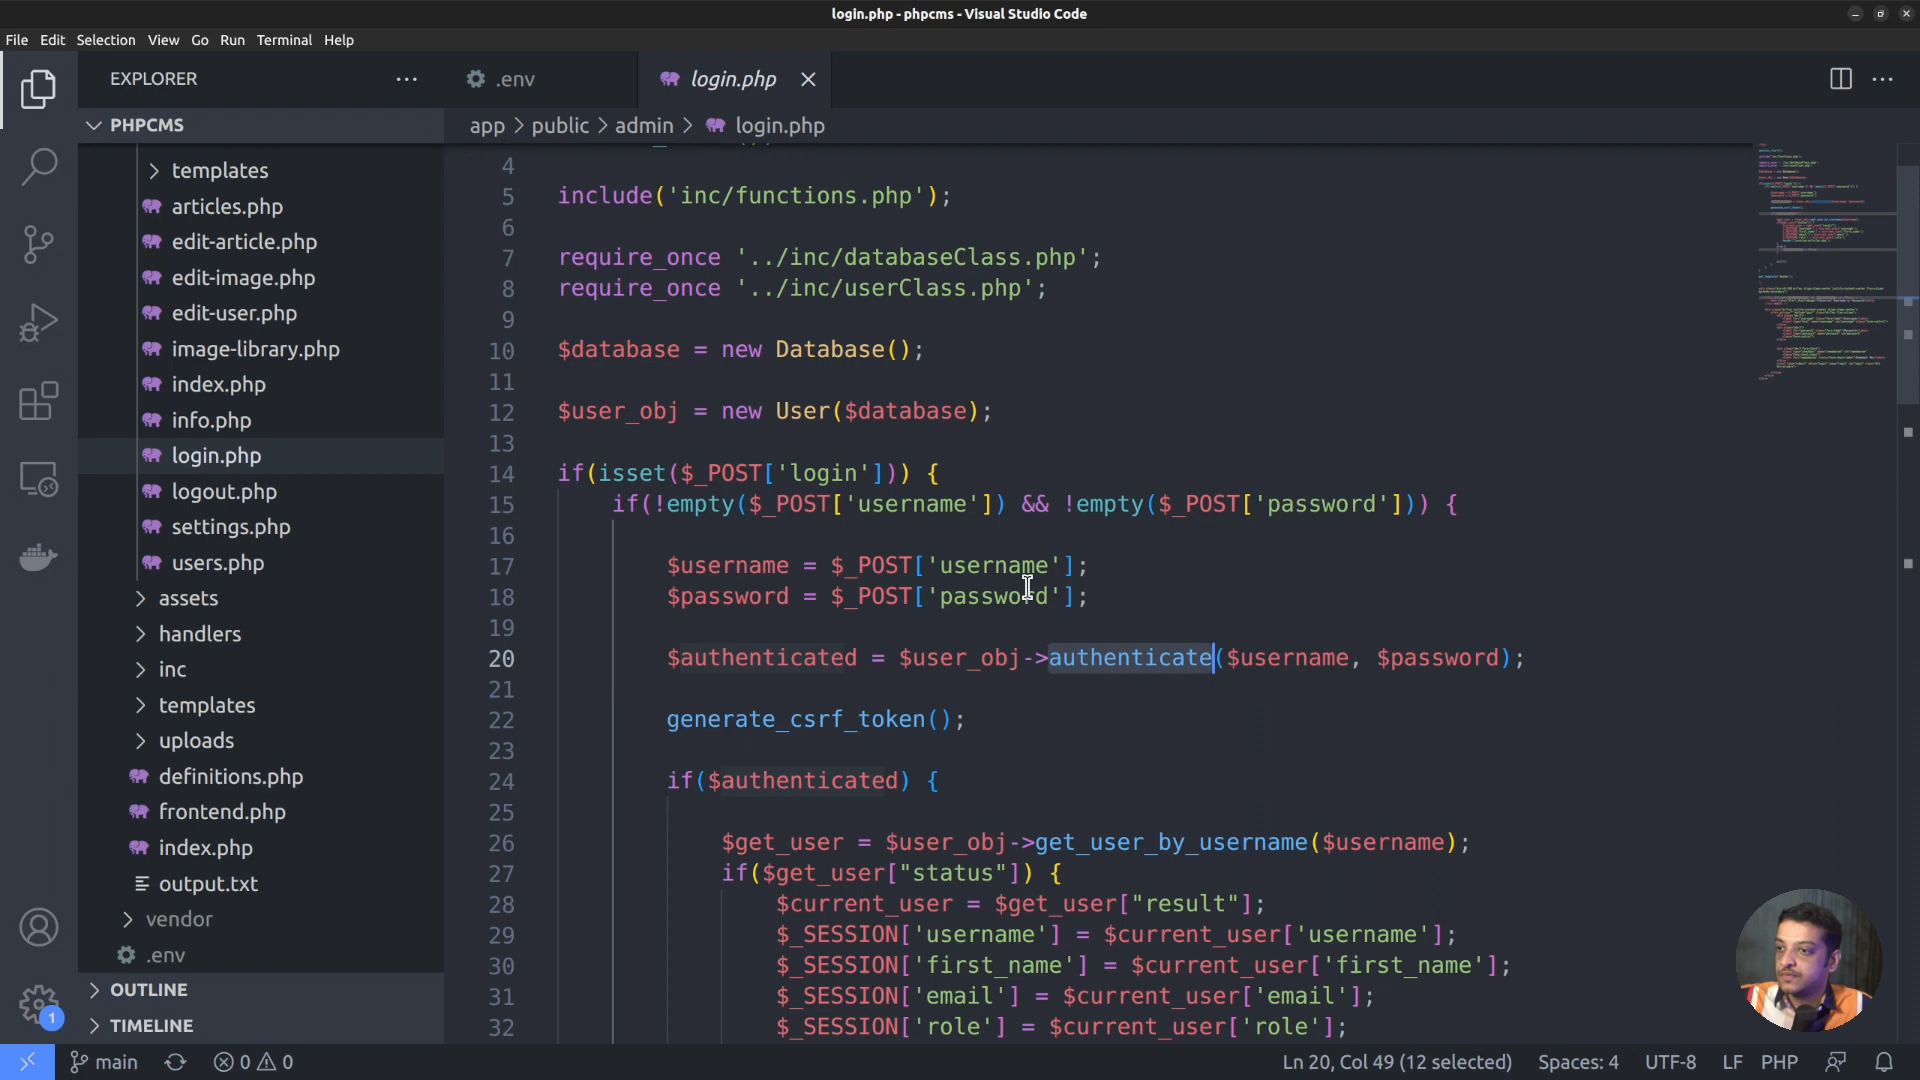 login.php - phpcms - Visual Studio Code
File Edit Selection View Go Run Terminal Help
EXPLORER
.env
login.php
PHPCMS
app > public > admin > login.php
templates
articles.php
edit-article.php
edit-image.php
edit-user.php
image-library.php
index.php
info.php
login.php
logout.php
settings.php
users.php
assets
handlers
inc
templates
uploads
definitions.php
frontend.php
index.php
output.txt
vendor
.env
OUTLINE
TIMELINE
4
5 include('inc/functions.php');
6
7 require_once '../inc/databaseClass.php';
8 require_once '../inc/userClass.php';
9
10 $database = new Database();
11
12 $user_obj = new User($database);
13
14 if(isset($_POST['login'])) {
15 if(!empty($_POST['username']) && !empty($_POST['password'])) {
16
17 $username = $_POST['username'];
18 $password = $_POST['password'];
19
20 $authenticated = $user_obj->authenticate($username, $password);
21
22 generate_csrf_token();
23
24 if($authenticated) {
25
26 $get_user = $user_obj->get_user_by_username($username);
27 if($get_user["status"]) {
28 $current_user = $get_user["result"];
29 $_SESSION['username'] = $current_user['username'];
30 $_SESSION['first_name'] = $current_user['first_name'];
31 $_SESSION['email'] = $current_user['email'];
32 $_SESSION['role'] = $current_user['role'];
1
main 0 0 Ln 20, Col 49 (12 selected) Spaces: 4 UTF-8 LF PHP